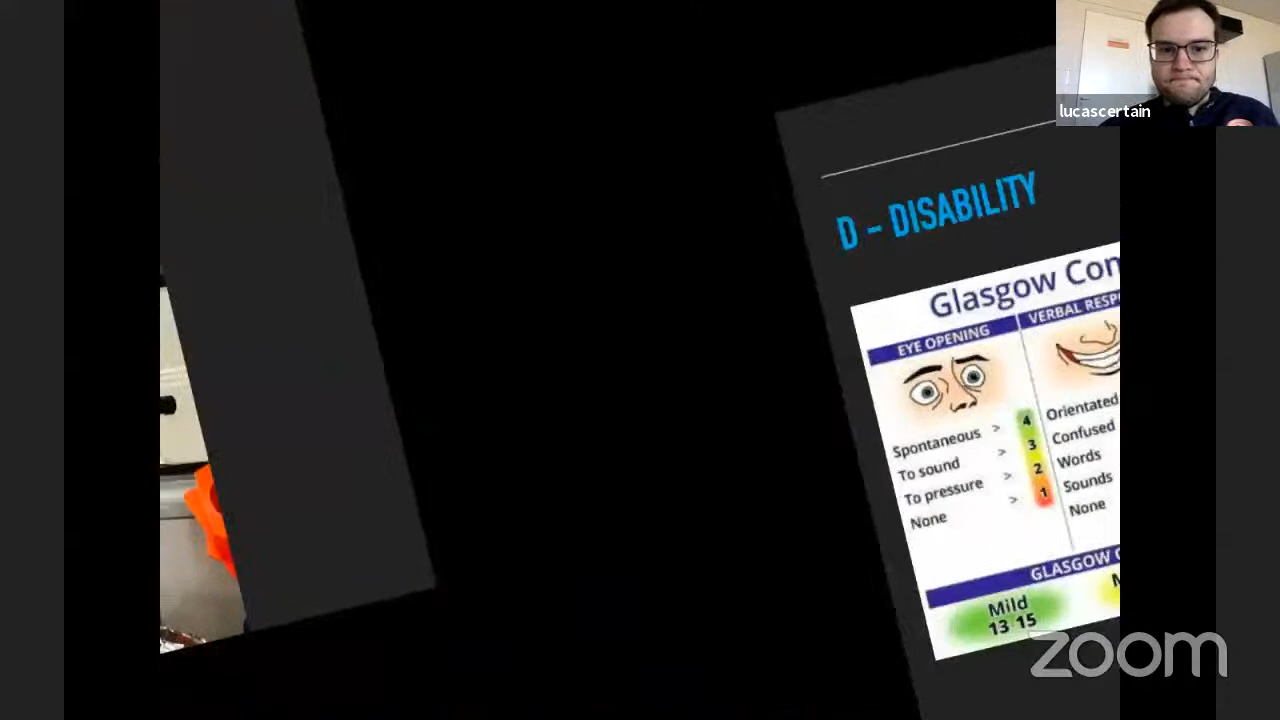 lucascertain
D - DISABILITY
Glasgow Con
EYE OPENING
VERBAL RESP
Spontaneous > 4
To sound > 3
To pressure > 2
None > 1
Orientated
Confused
Words
Sounds
None
GLASGOW
Mild
13 15
zoom